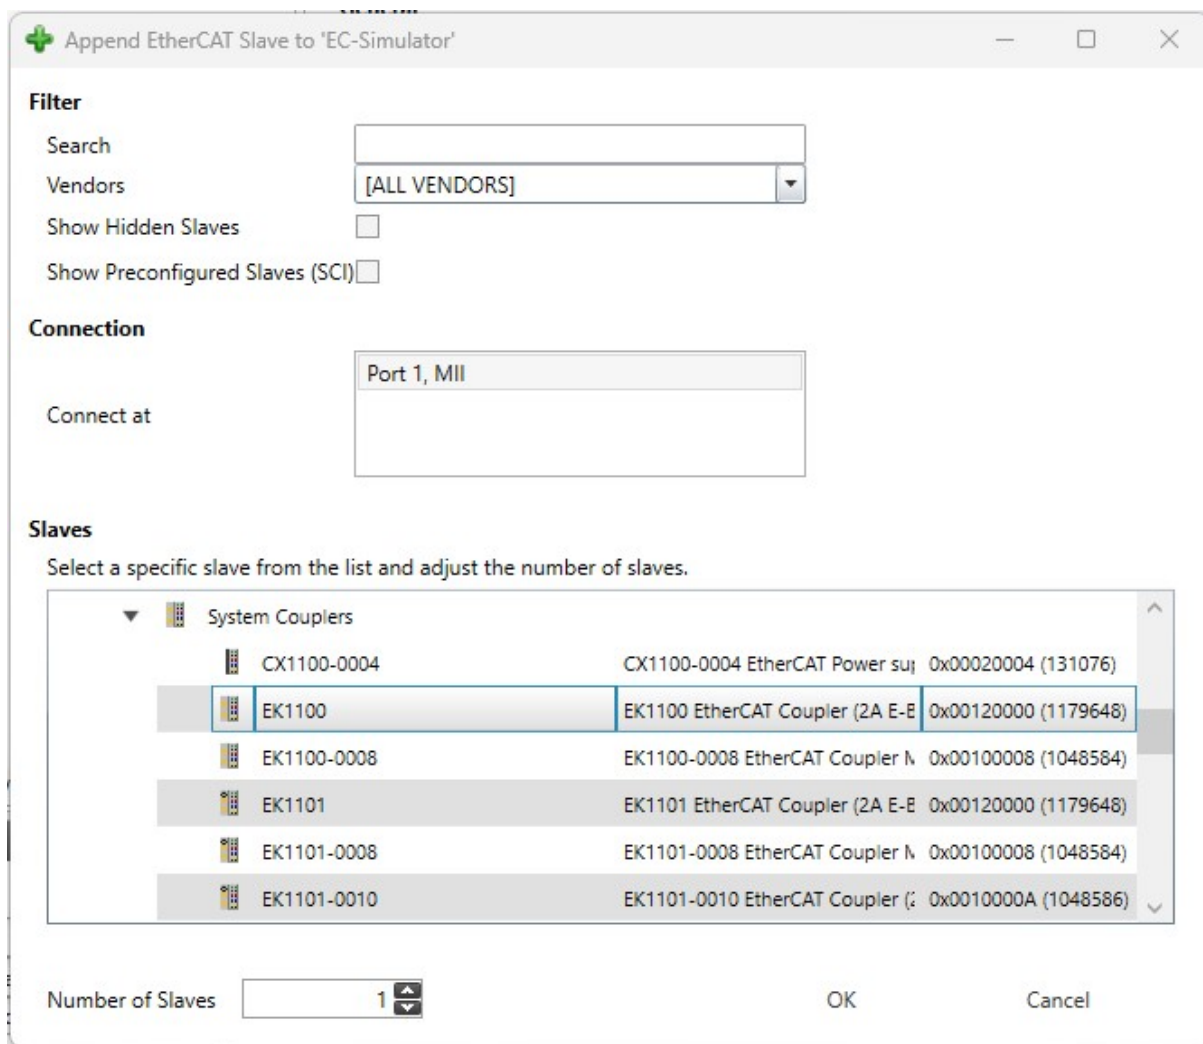 Append EtherCAT Slave to 'EC-Simulator'
Filter
Search
Vendors [ALL VENDORS]
Show Hidden Slaves
Show Preconfigured Slaves (SCI)
Connection
Port 1, MII
Connect at
Slaves
Select a specific slave from the list and adjust the number of slaves.
System Couplers
CX1100-0004 CX1100-0004 EtherCAT Power 0x00020004 (131076)
EK1100 EK1100 EtherCAT Coupler (2A 0x00120000 (1179648)
EK1100-0008 EK1100-0008 EtherCAT Coupler 0x00100008 (1048584)
EK1101 EK1101 EtherCAT Coupler (2A 0x00120000 (1179648)
EK1101-0008 EK1101-0008 EtherCAT Coupler 0x00100008 (1048584)
EK1101-0010 EK1101-0010 EtherCAT Coupler 0x0010000A (1048586)
Number of Slaves 1 OK Cancel